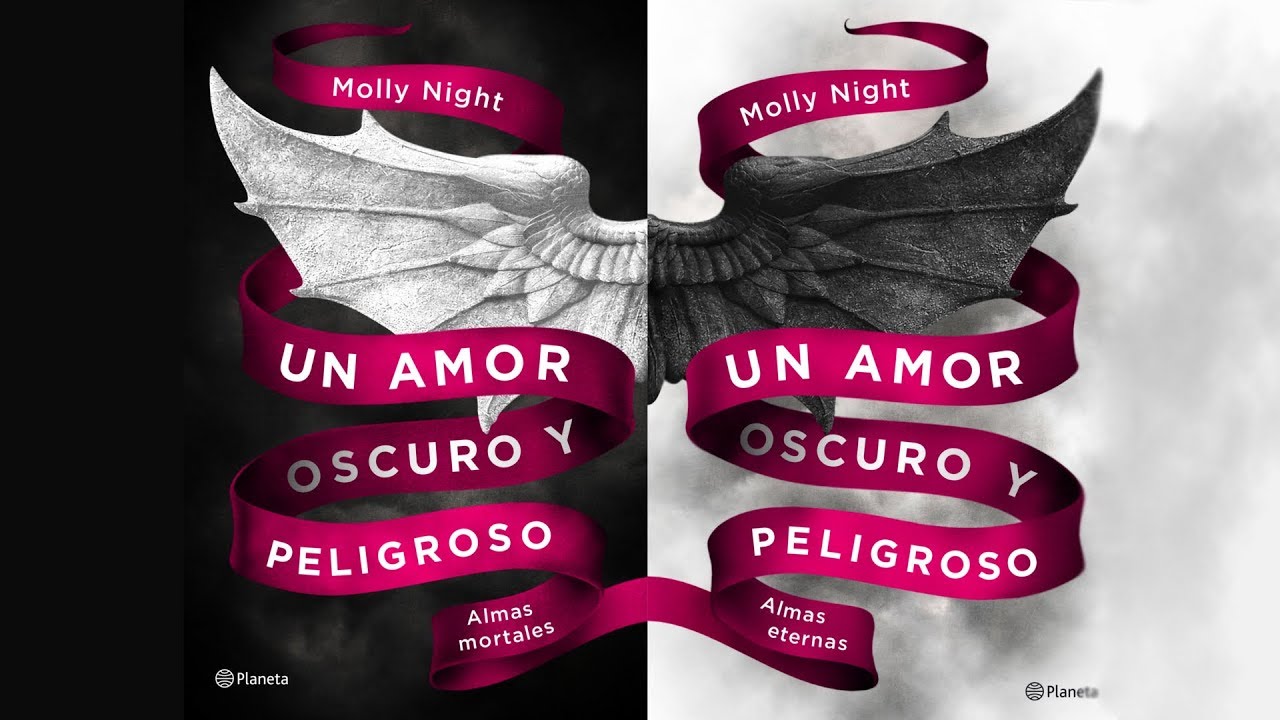 Molly Night
UN AMOR
OSCURO Y
PELIGROSO
Almas
mortales
Planeta
Molly Night
UN AMOR
OSCURO Y
PELIGROSO
Almas
eternas
Planeta